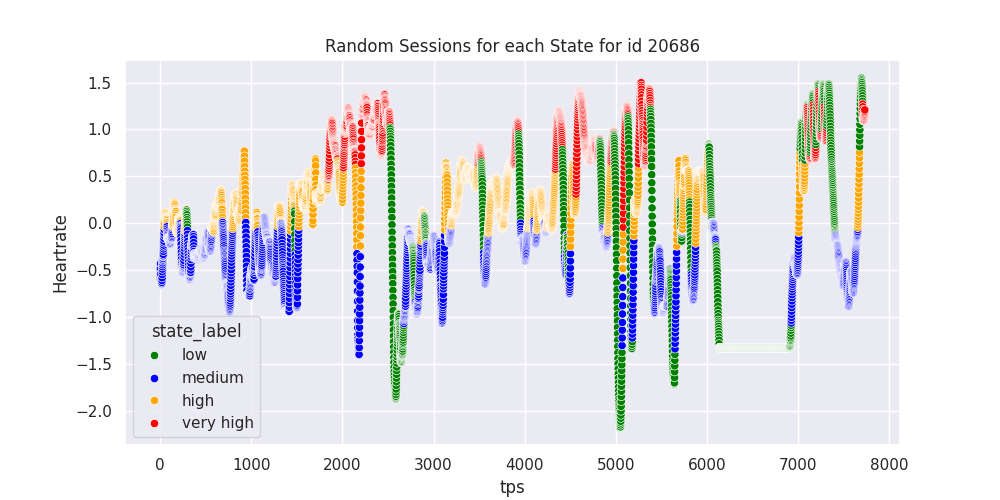 Random Sessions for each State for id 20686
Heartrate
1.5
1.0
0.5
0.0
−0.5
−1.0
−1.5
−2.0
state_label
low
medium
high
very high
0 1000 2000 3000 4000 5000 6000 7000 8000
tps